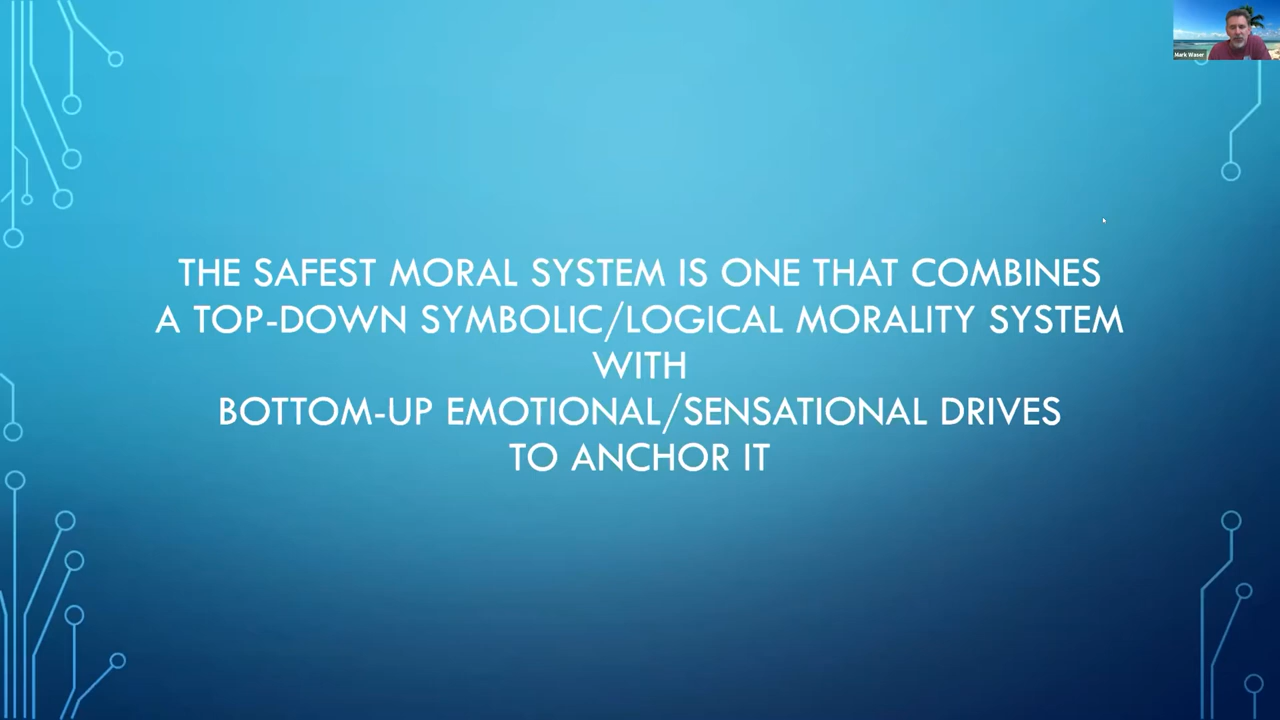 Mark Waser
THE SAFEST MORAL SYSTEM IS ONE THAT COMBINES
A TOP-DOWN SYMBOLIC/LOGICAL MORALITY SYSTEM
WITH
BOTTOM-UP EMOTIONAL/SENSATIONAL DRIVES
TO ANCHOR IT